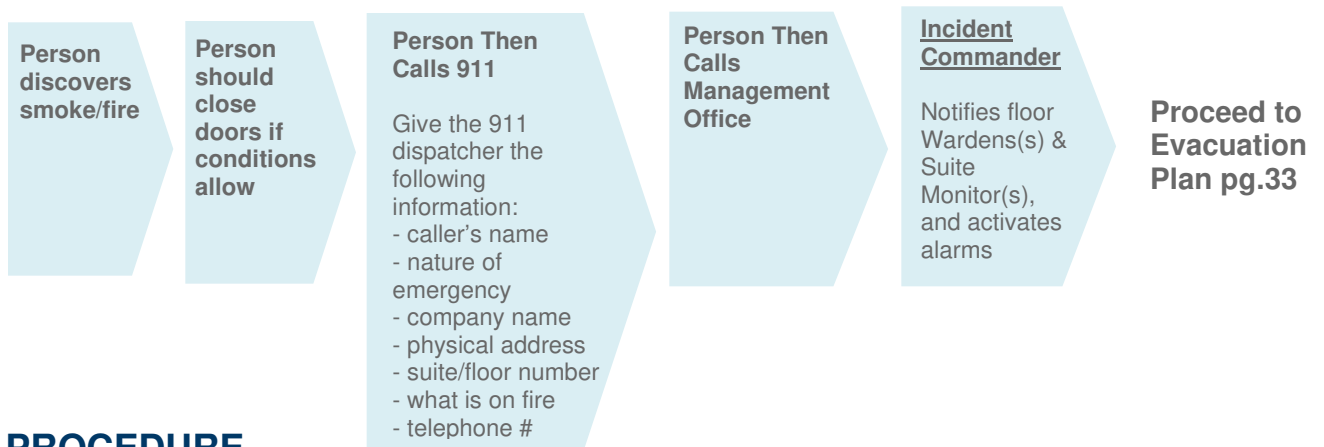 Person
discovers
smoke/fire
Person
should
close
doors if
conditions
allow
Person Then
Calls 911
Give the 911
dispatcher the
following
information:
- caller's name
- nature of
emergency
- company name
- physical address
- suite/floor number
- what is on fire
- telephone #
Person Then
Calls
Management
Office
Incident
Commander
Notifies floor
Wardens(s) &
Suite
Monitor(s),
and activates
alarms
Proceed to
Evacuation
Plan pg.33
PROCEDURE